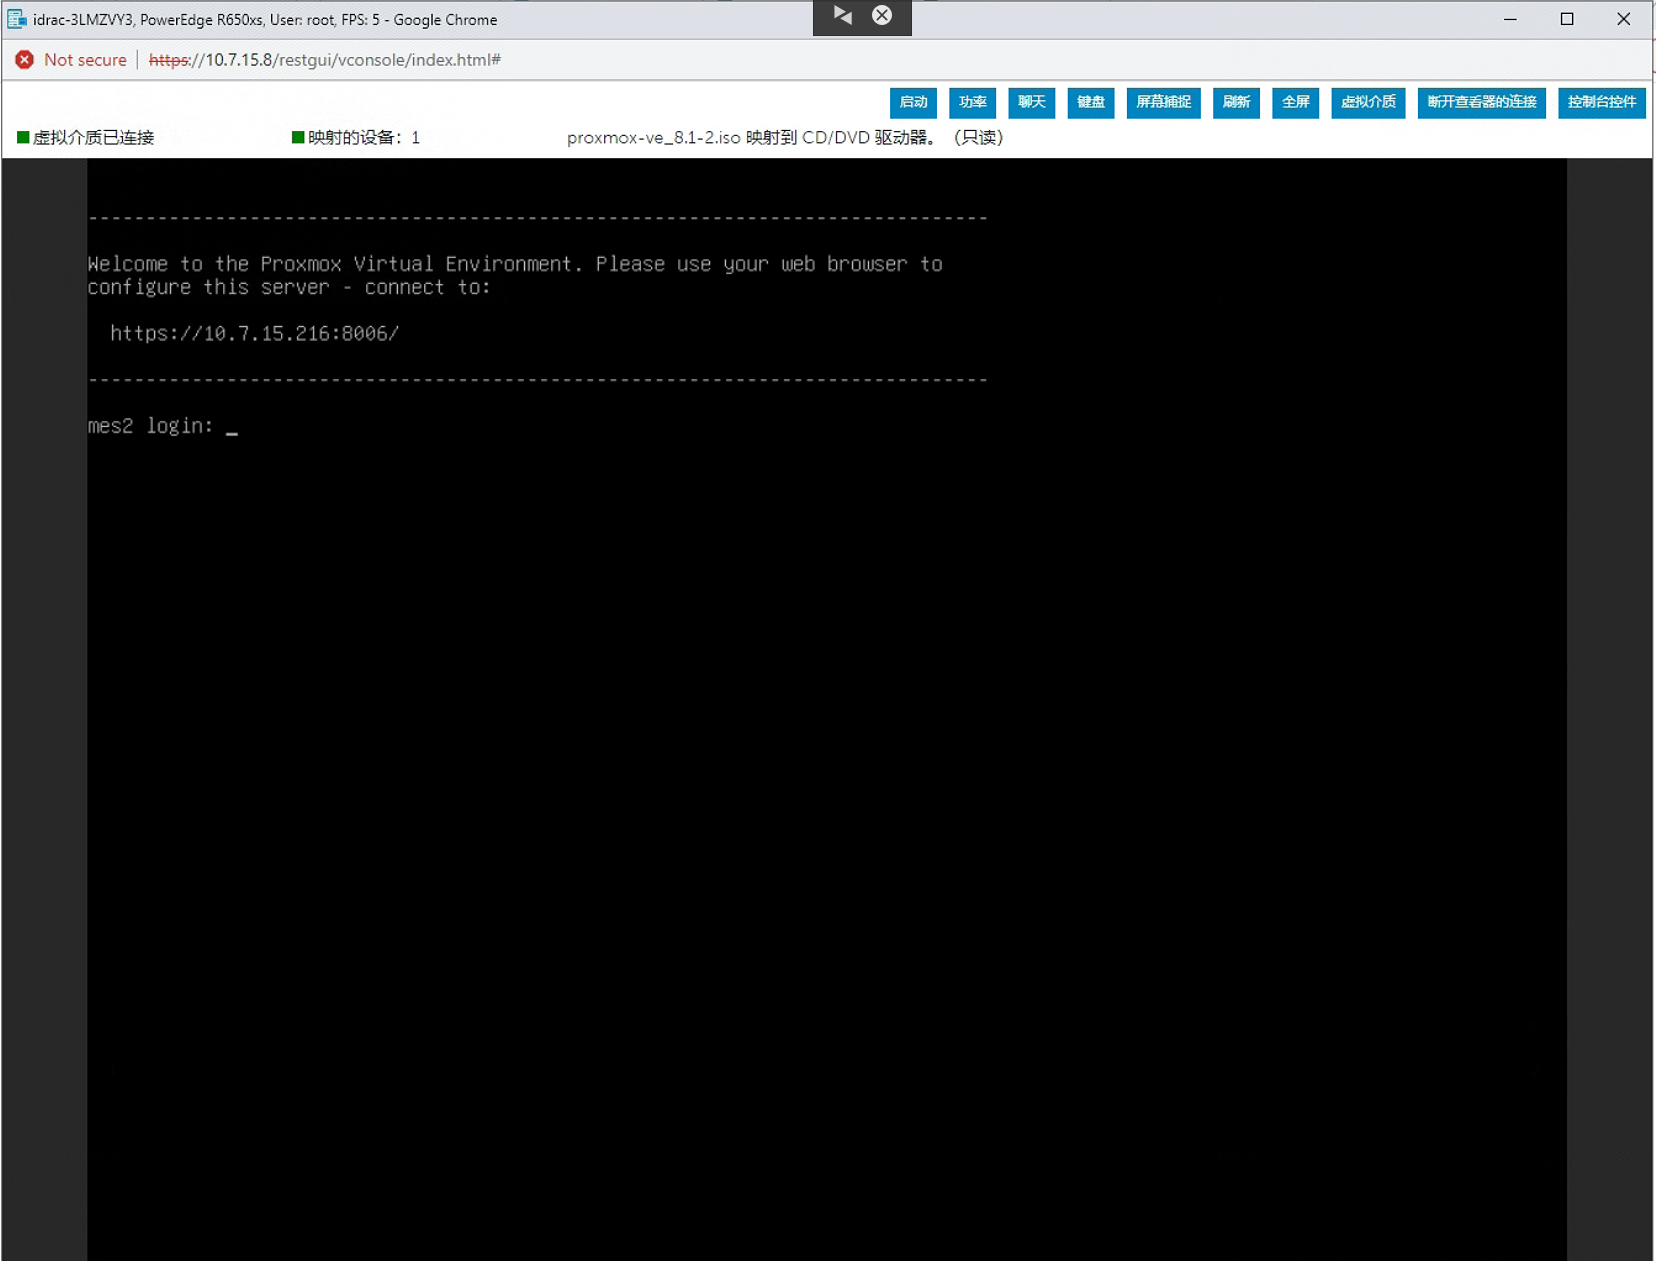 idrac-3LMZVY3, PowerEdge R650xs, User: root, FPS: 5 - Google Chrome
Not secure | https://10.7.15.8/restgui/vconsole/index.html#
启动 功率 聊天 键盘 屏幕捕捉 刷新 全屏 虚拟介质 断开查看器的连接 控制台控件
虚拟介质已连接 映射的设备：1 proxmox-ve_8.1-2.iso 映射到 CD/DVD 驱动器。（只读）
------------------------------------------------------------------------------
Welcome to the Proxmox Virtual Environment. Please use your web browser to
configure this server - connect to:
https://10.7.15.216:8006/
------------------------------------------------------------------------------
mes2 login: _